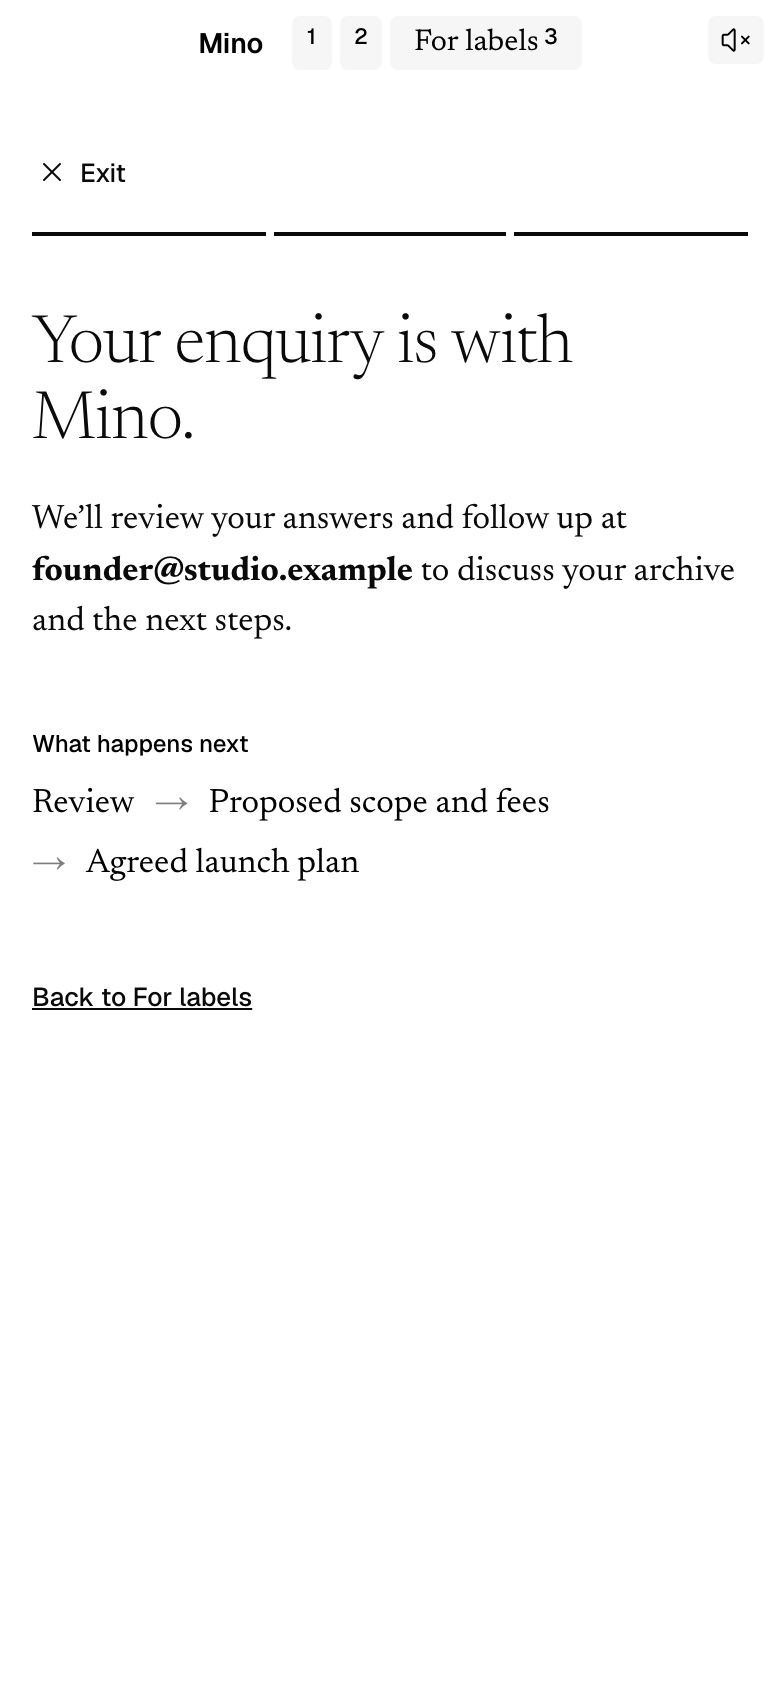 Mino 1 2 For labels 3
Exit
Your enquiry is with
Mino.
We’ll review your answers and follow up at
founder@studio.example to discuss your archive
and the next steps.
What happens next
Review → Proposed scope and fees
→ Agreed launch plan
Back to For labels